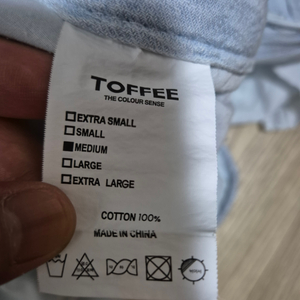 TOFFEE
THE COLOUR SENSE
EXTRA SMALL
SMALL
MEDIUM
LARGE
EXTRA LARGE
COTTON 100%
MADE IN CHINA